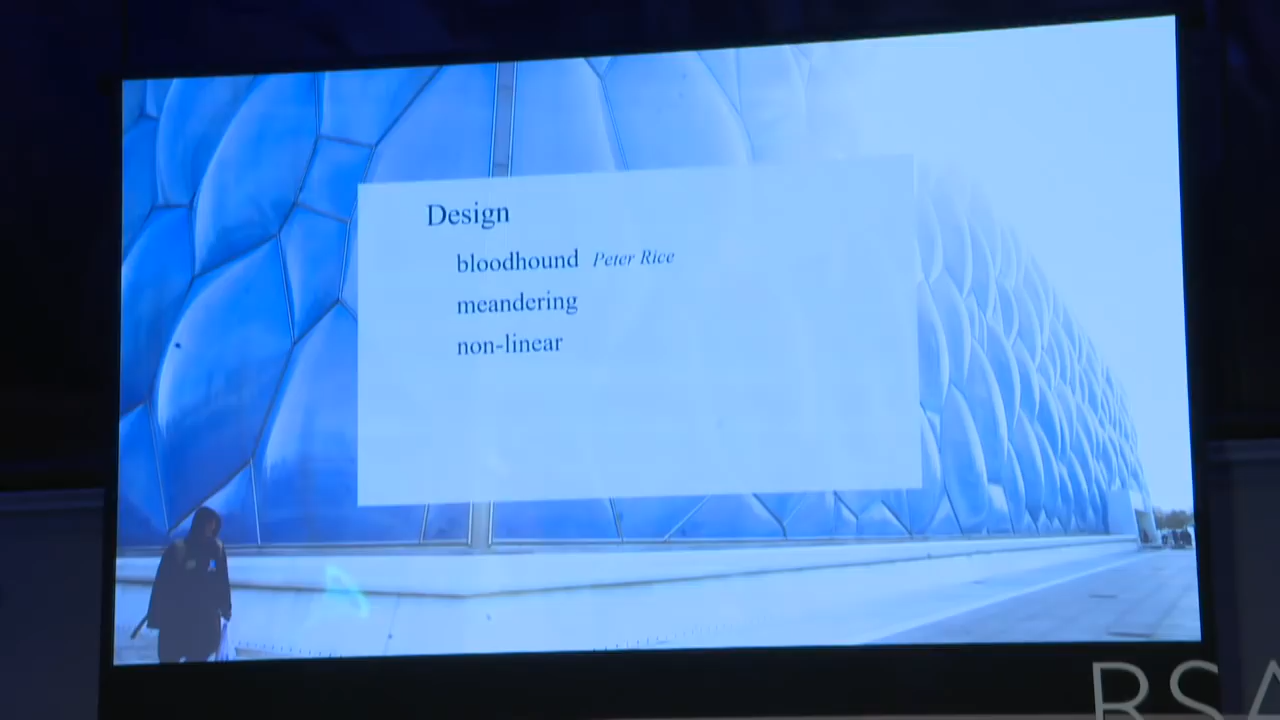 Design
bloodhound Peter Rice
meandering
non-linear
RSA